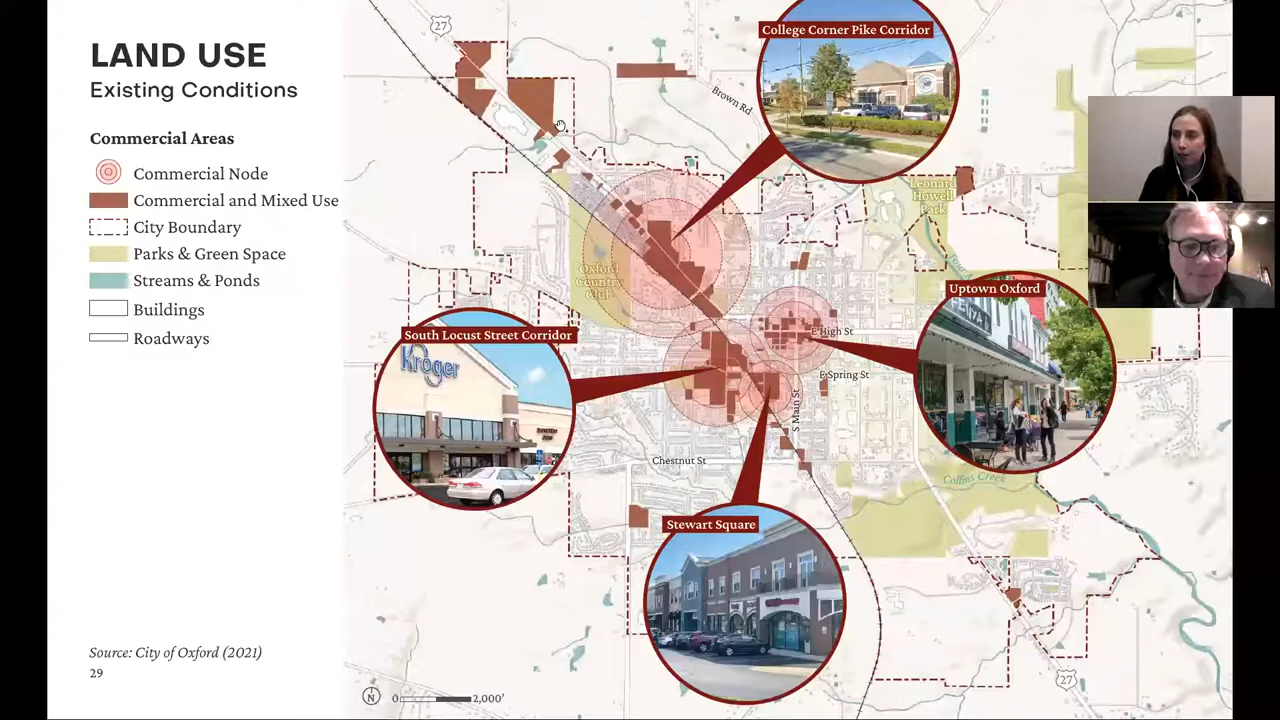 LAND USE
Existing Conditions
Commercial Areas
Commercial Node
Commercial and Mixed Use
City Boundary
Parks & Green Space
Streams & Ponds
Buildings
Roadways
Source: City of Oxford (2021)
29
27
College Corner Pike Corridor
Brown Rd
Leonard
Howell
Park
Oxford
Country
Club
Uptown Oxford
South Locust Street Corridor
Kroger
E High St
E Spring St
S Main St
Chestnut St
Collins Creek
Stewart Square
27
N
0
2,000'